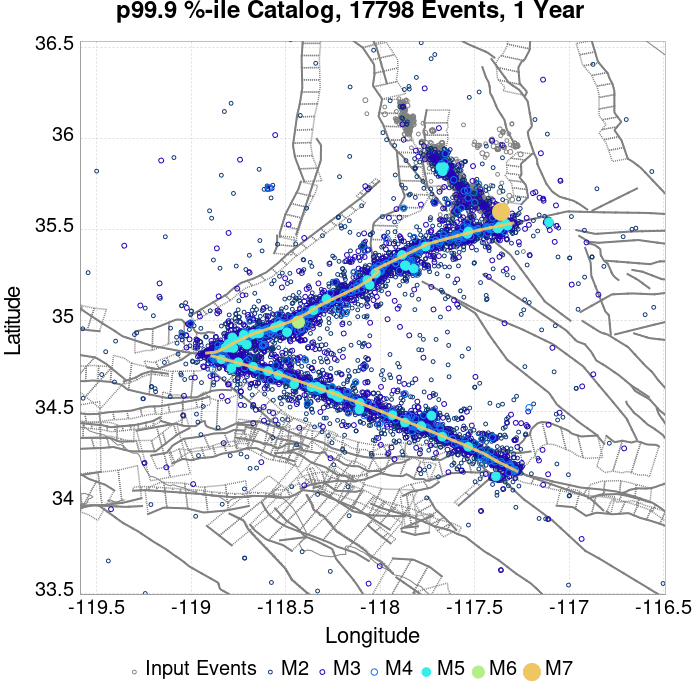 p99.9 %-ile Catalog, 17798 Events, 1 Year
36.5
36
35.5
35
34.5
34
33.5
Latitude
-119.5 -119 -118.5 -118 -117.5 -117 -116.5
Longitude
Input Events M2 M3 M4 M5 M6 M7